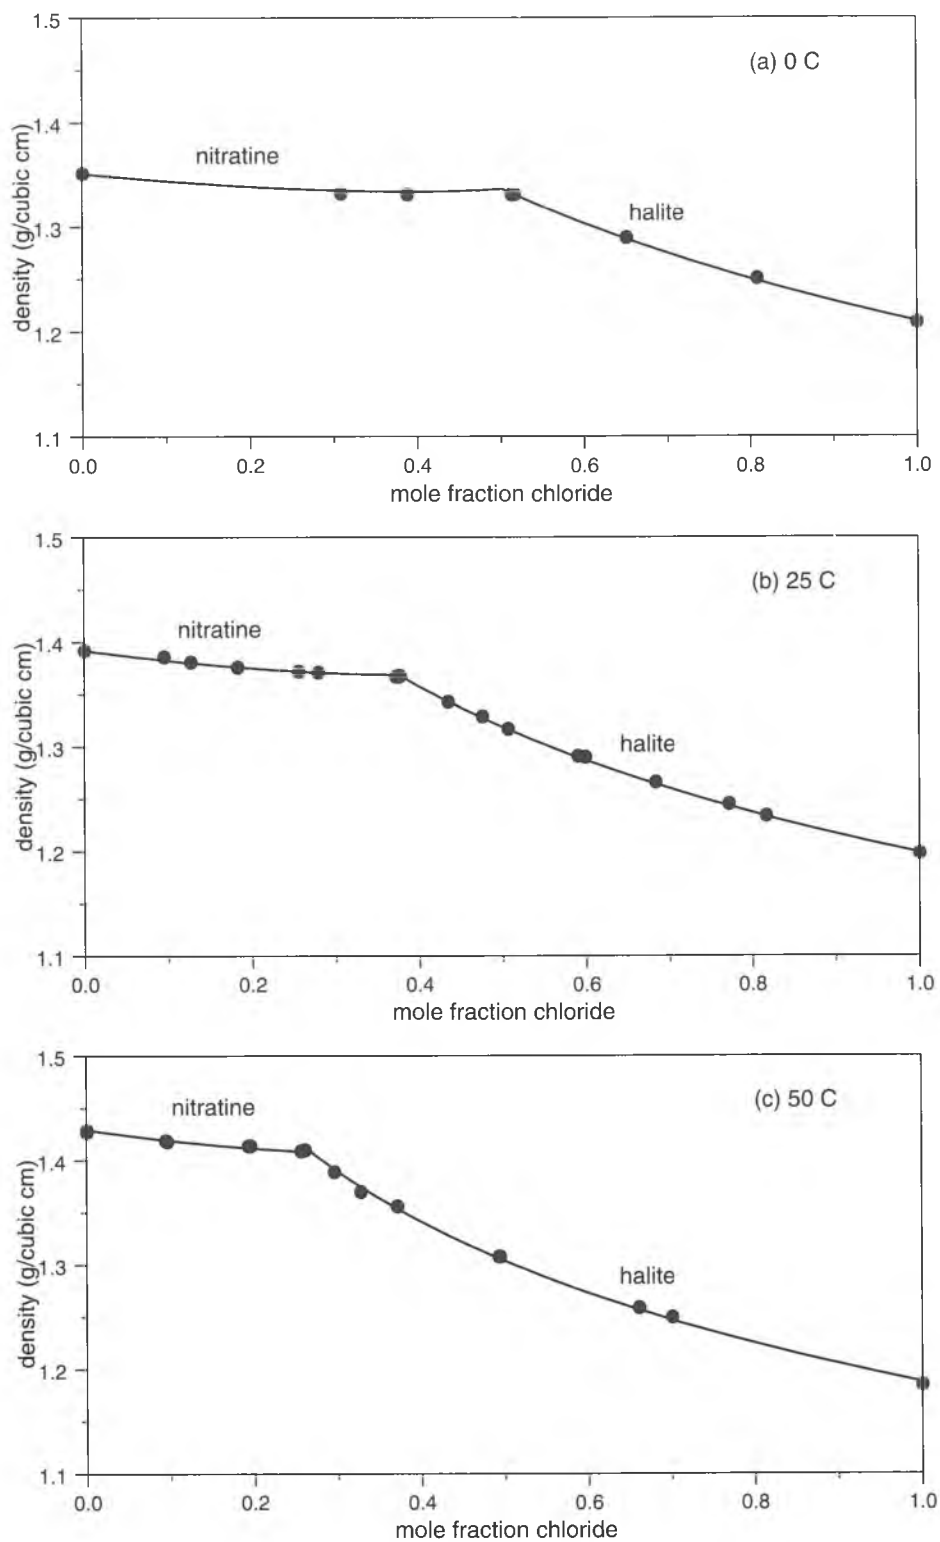 1.5
(a) 0 C
1.4
nitratine
1.3
halite
density (g/cubic cm)
1.2
1.1
0.0 0.2 0.4 0.6 0.8 1.0
mole fraction chloride
1.5
(b) 25 C
nitratine
1.4
1.3
halite
density (g/cubic cm)
1.2
1.1
0.0 0.2 0.4 0.6 0.8 1.0
mole fraction chloride
1.5
(c) 50 C
nitratine
1.4
1.3
halite
density (g/cubic cm)
1.2
1.1
0.0 0.2 0.4 0.6 0.8 1.0
mole fraction chloride